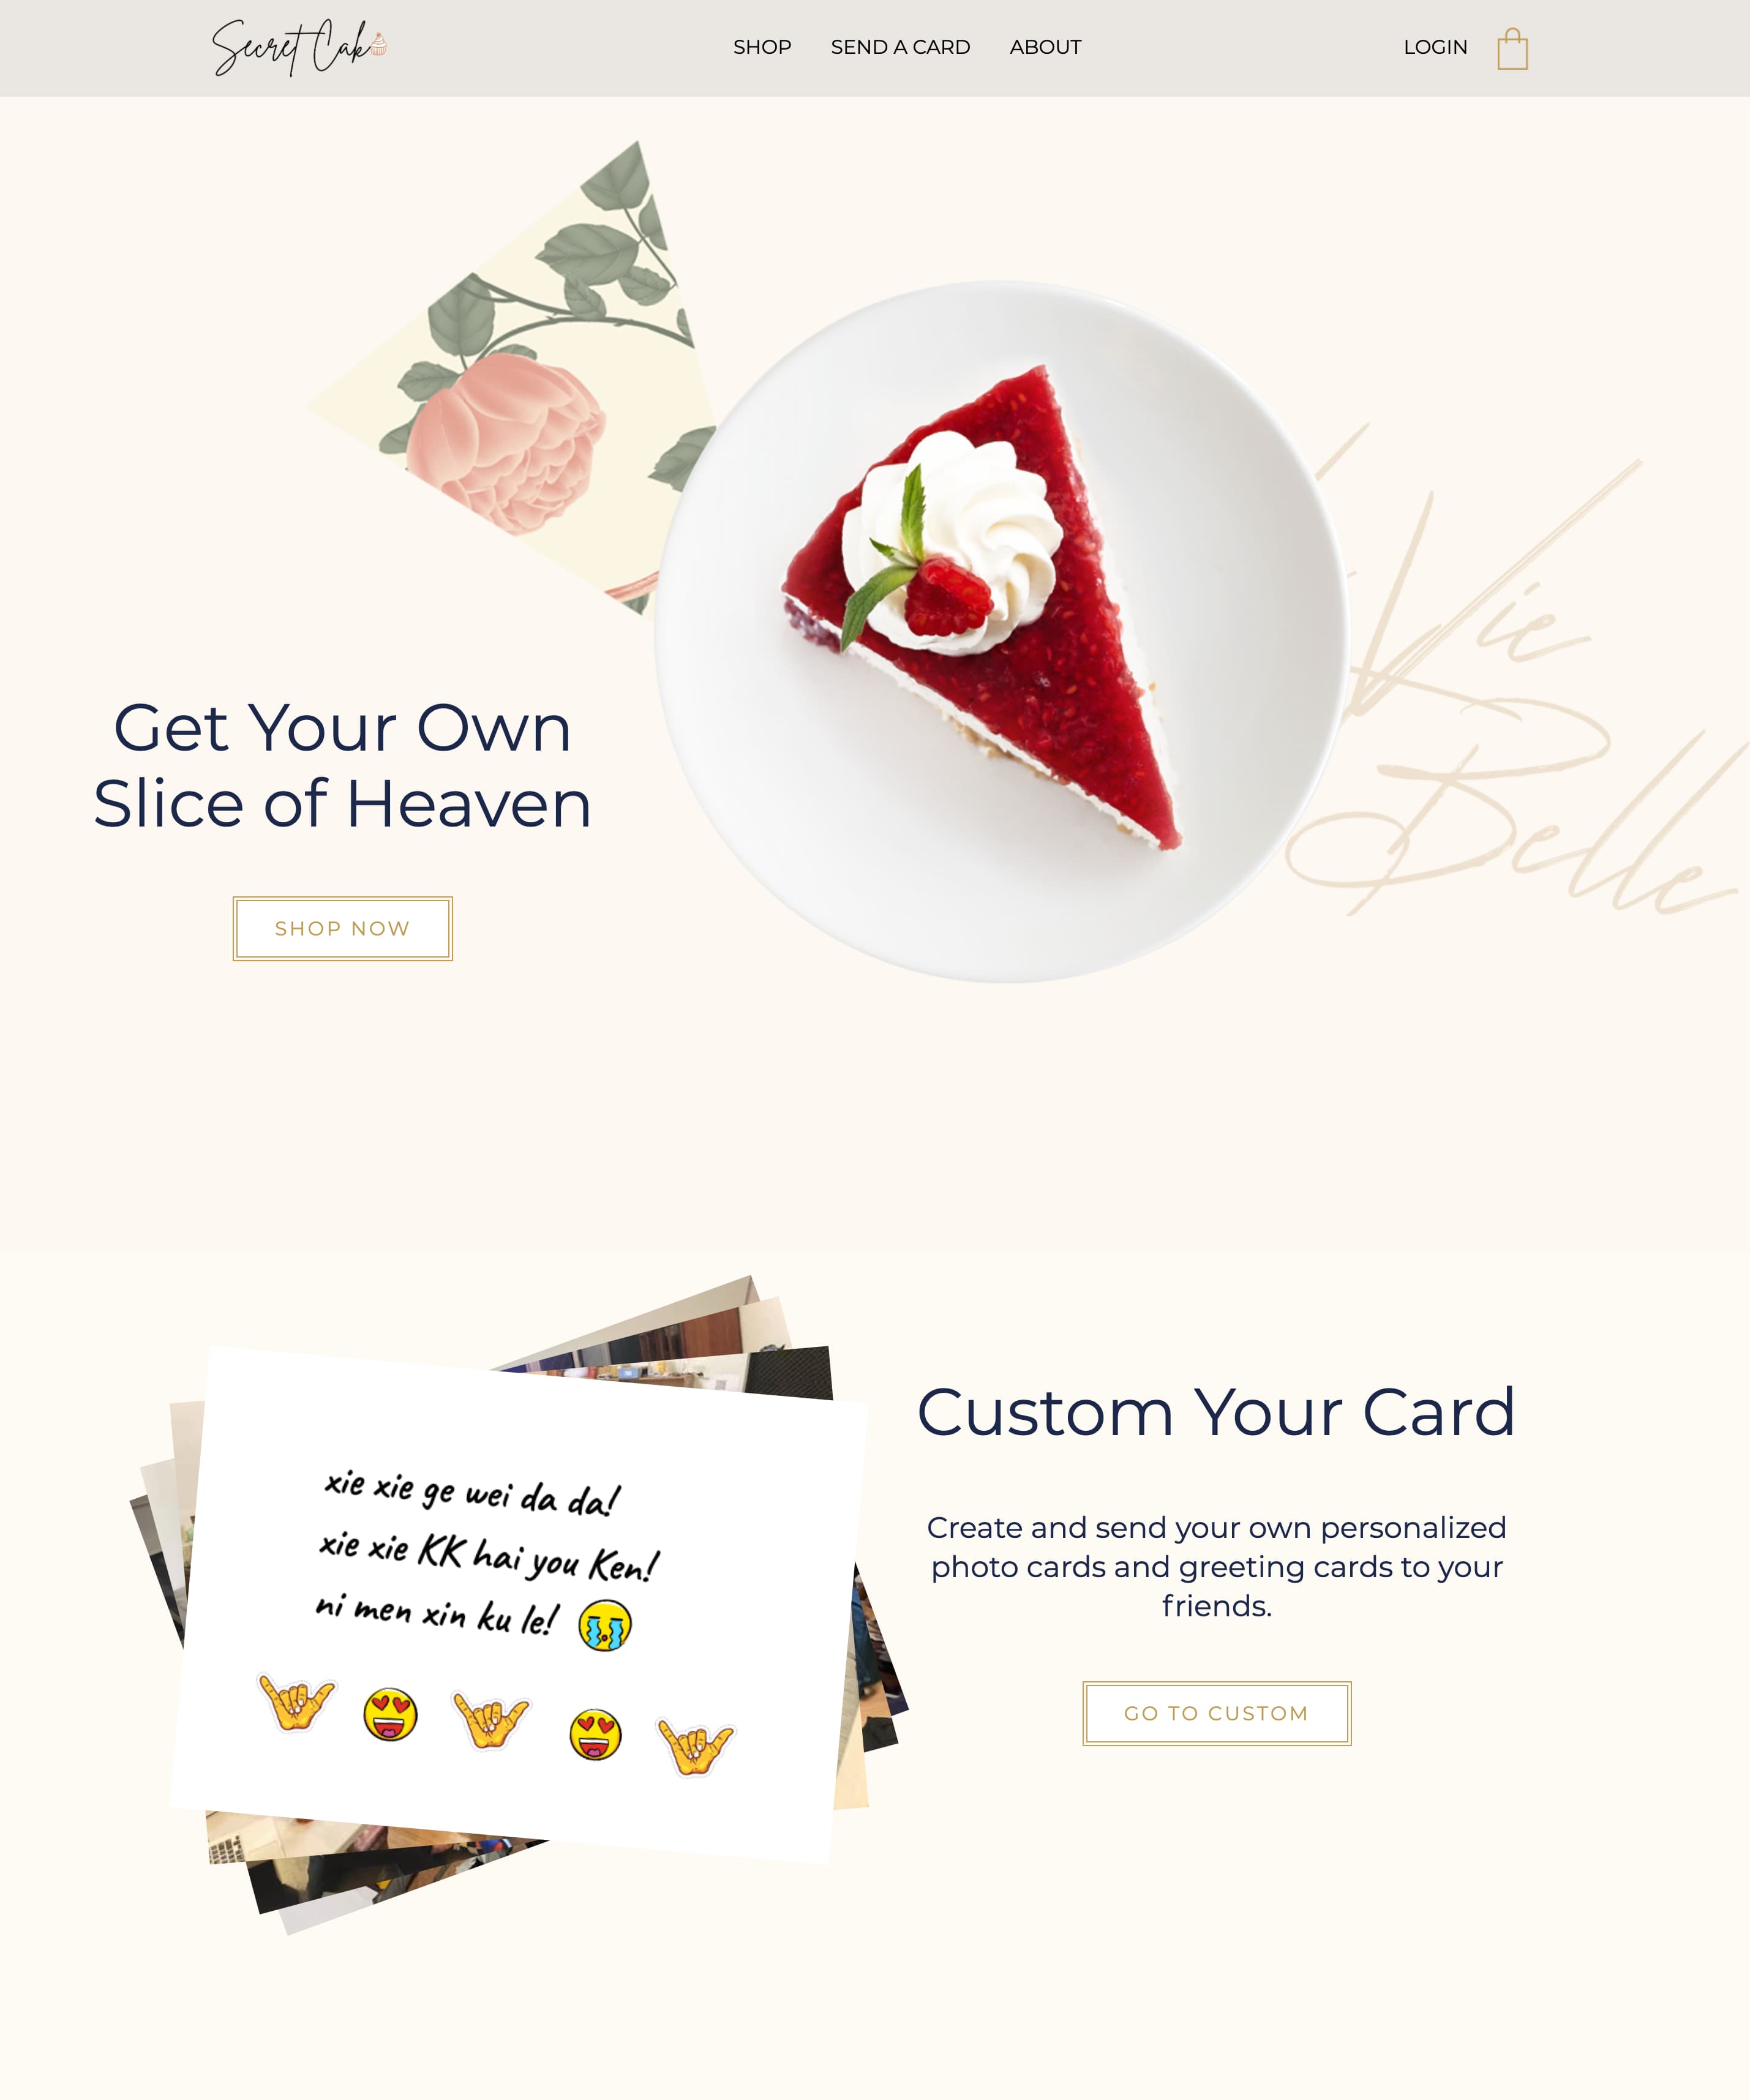 Secret Cak
SHOP
SEND A CARD
ABOUT
LOGIN
Vie
Belle
Get Your Own
Slice of Heaven
SHOP NOW
xie xie ge wei da da!
xie xie KK hai you Ken!
ni men xin ku le!
Custom Your Card
Create and send your own personalized
photo cards and greeting cards to your
friends.
GO TO CUSTOM